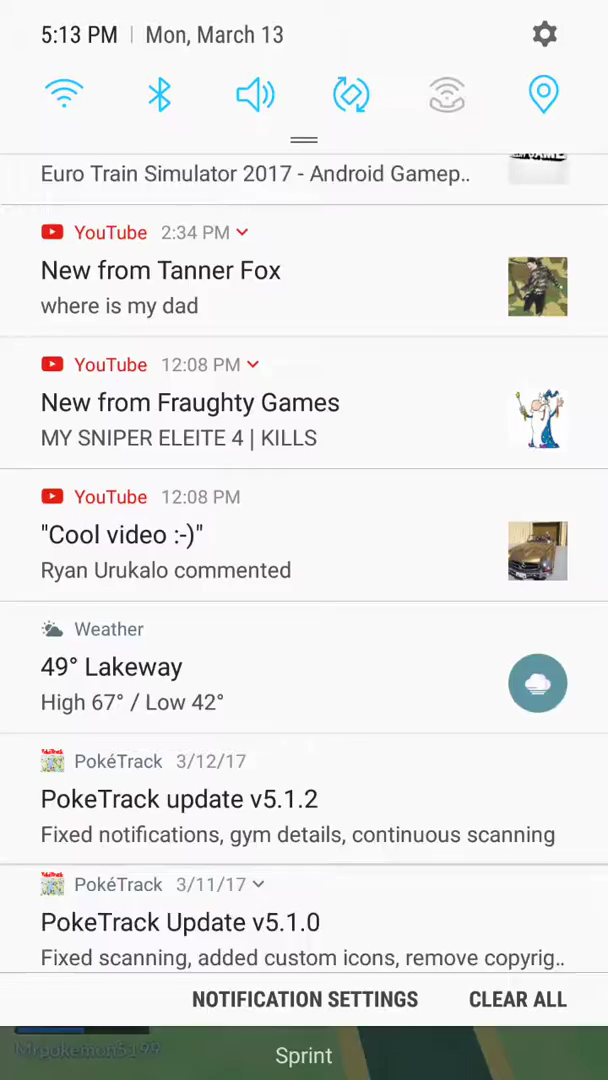 5:13 PM | Mon, March 13
Euro Train Simulator 2017 - Android Gamep..
YouTube 2:34 PM
New from Tanner Fox
where is my dad
YouTube 12:08 PM
New from Fraughty Games
MY SNIPER ELEITE 4 | KILLS
YouTube 12:08 PM
"Cool video :-)"
Ryan Urukalo commented
Weather
49° Lakeway
High 67° / Low 42°
PokéTrack 3/12/17
PokeTrack update v5.1.2
Fixed notifications, gym details, continuous scanning
PokéTrack 3/11/17
PokeTrack Update v5.1.0
Fixed scanning, added custom icons, remove copyrig..
NOTIFICATION SETTINGS CLEAR ALL
Mrpokemon5199
Sprint